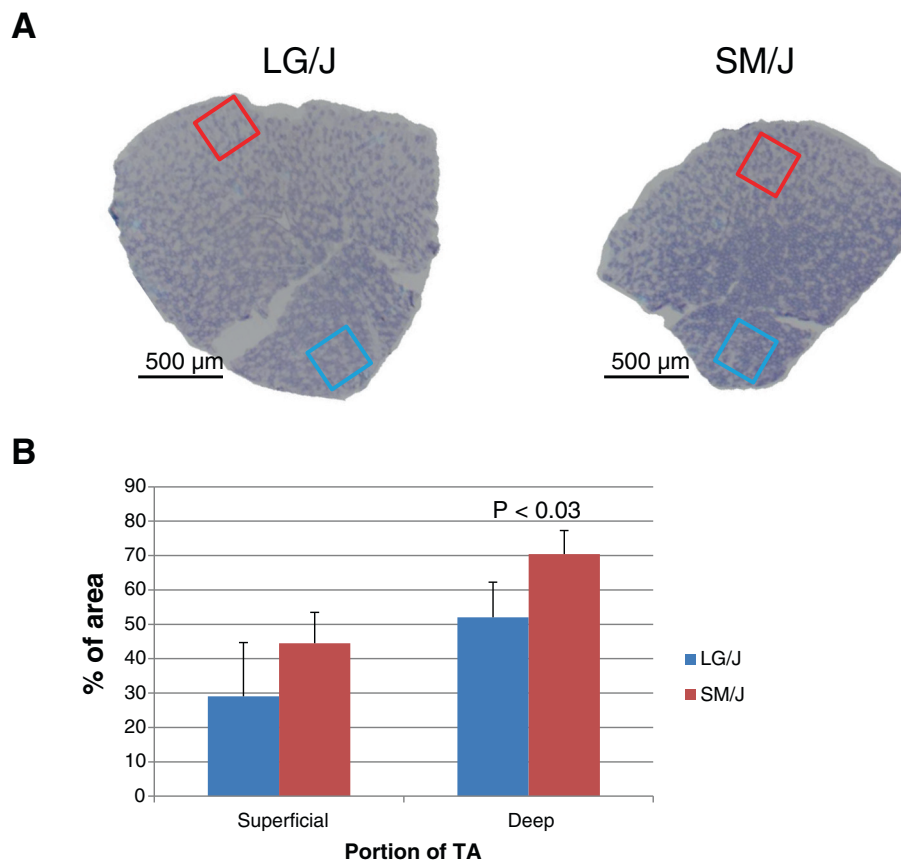 A
LG/J
SM/J
500 µm
500 µm
B
% of area
90
80
70
60
50
40
30
20
10
0
P < 0.03
Superficial
Deep
Portion of TA
LG/J
SM/J